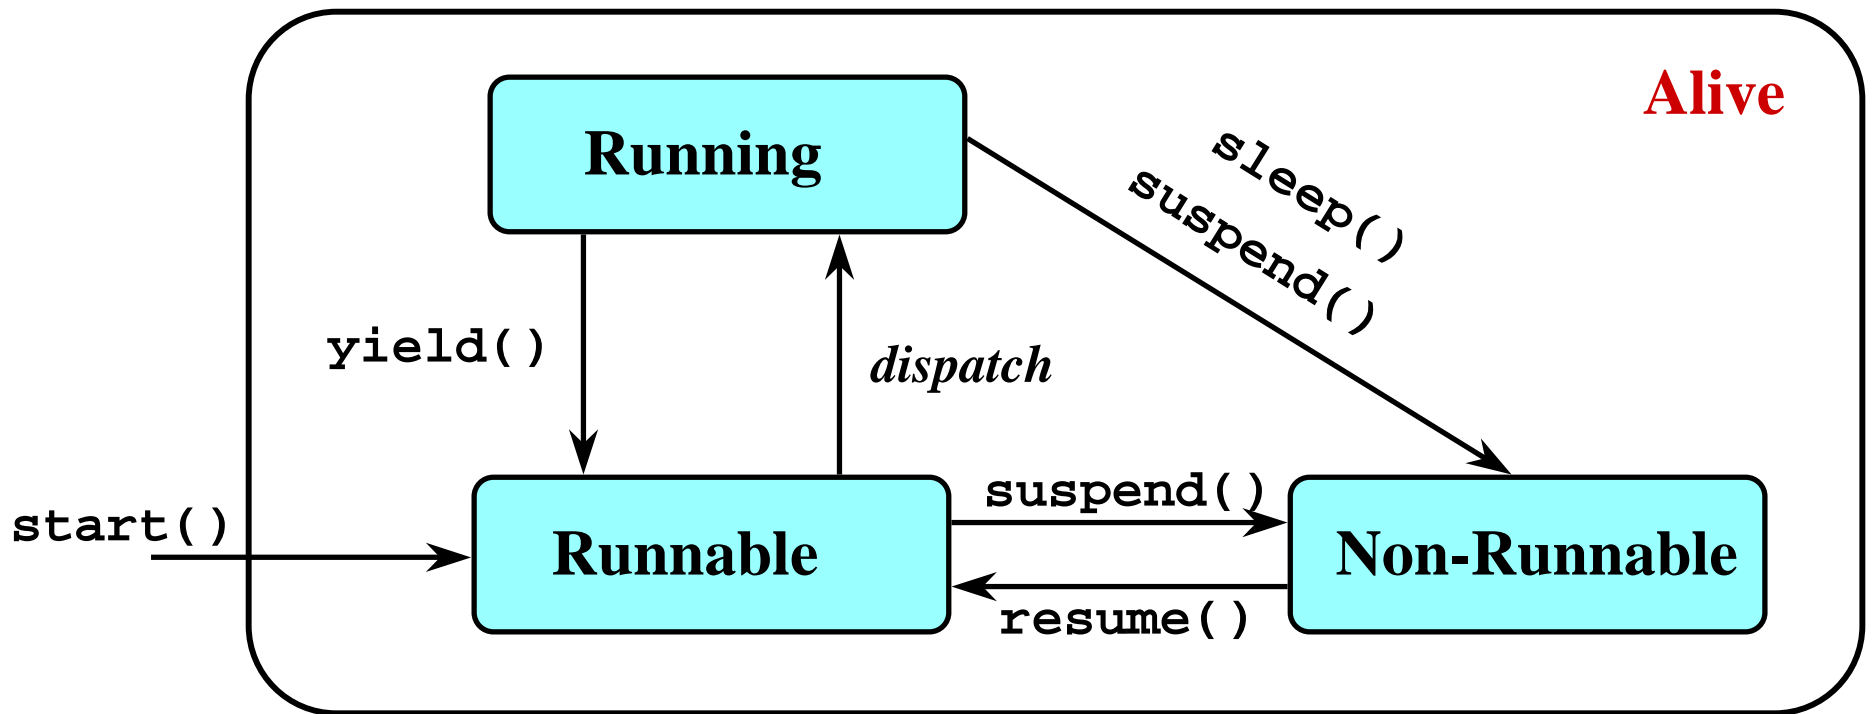 Alive
Running
sleep()
suspend()
yield()
dispatch
start()
Runnable
suspend()
resume()
Non-Runnable